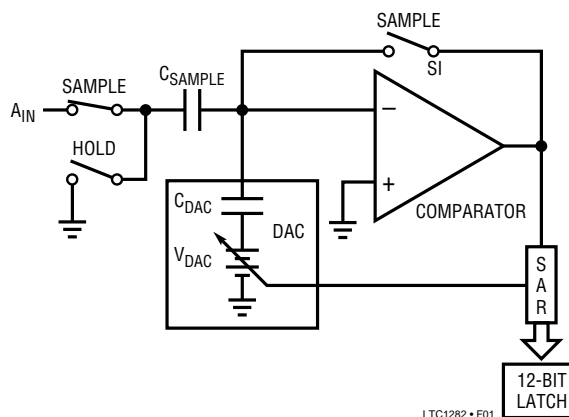 SAMPLE
SI
C_SAMPLE
SAMPLE
A_IN
−
HOLD
+
COMPARATOR
C_DAC
DAC
V_DAC
S
A
R
12-BIT
LATCH
LTC1282 • F01